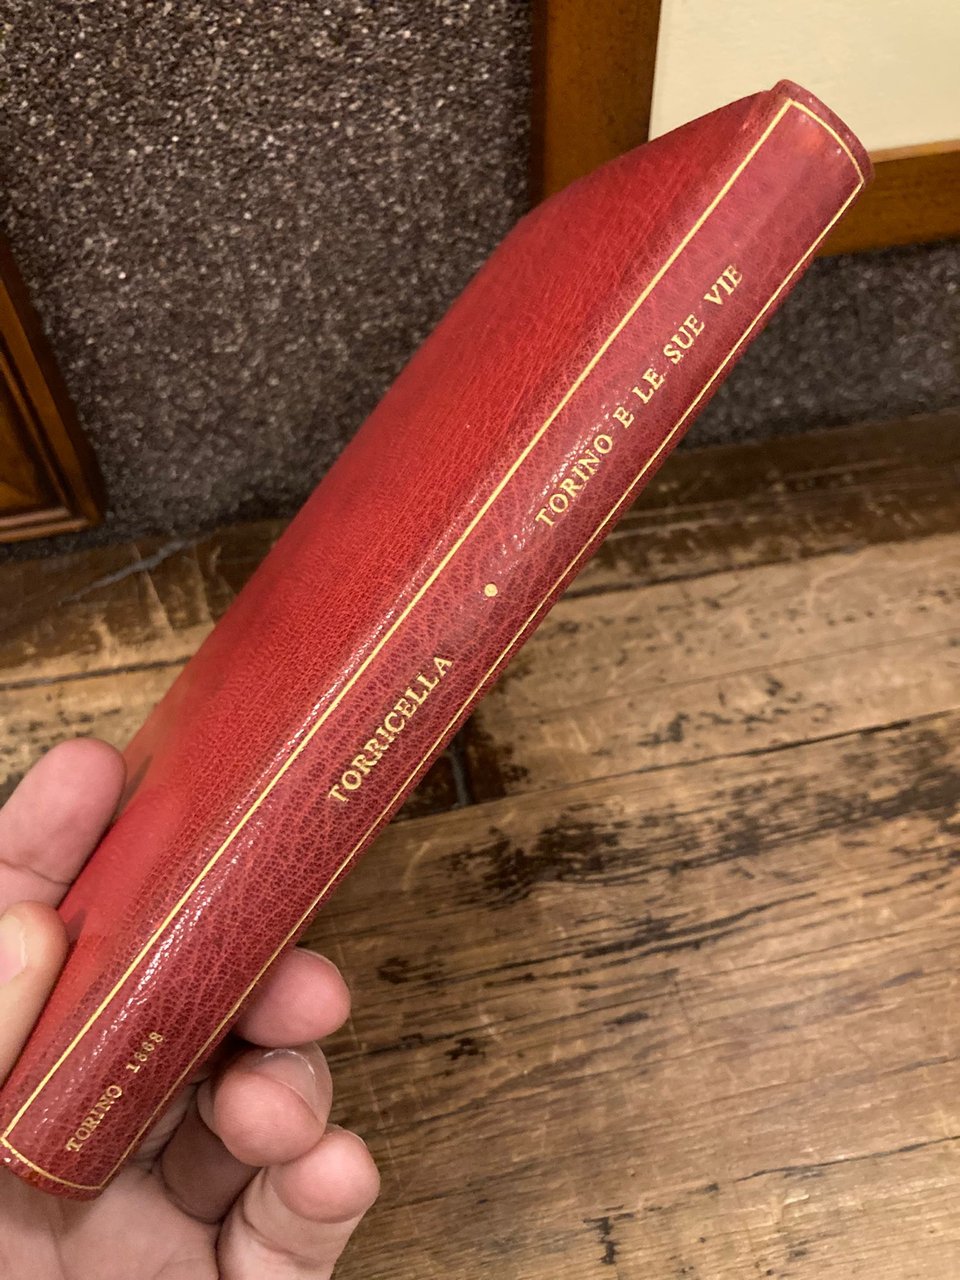 TORRICELLA • TORINO E LE SUE VIE
TORINO 1868